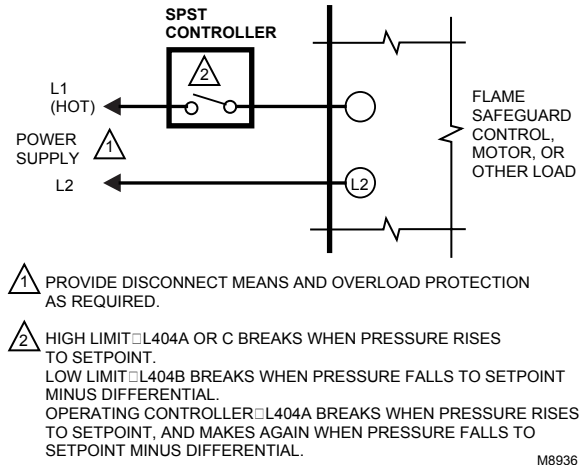 SPST
CONTROLLER
2
L1
(HOT)
POWER
SUPPLY
1
L2
L2
FLAME
SAFEGUARD
CONTROL,
MOTOR, OR
OTHER LOAD
1 PROVIDE DISCONNECT MEANS AND OVERLOAD PROTECTION
AS REQUIRED.
2 HIGH LIMIT□L404A OR C BREAKS WHEN PRESSURE RISES
TO SETPOINT.
LOW LIMIT□L404B BREAKS WHEN PRESSURE FALLS TO SETPOINT
MINUS DIFFERENTIAL.
OPERATING CONTROLLER□L404A BREAKS WHEN PRESSURE RISES
TO SETPOINT, AND MAKES AGAIN WHEN PRESSURE FALLS TO
SETPOINT MINUS DIFFERENTIAL.
M8936